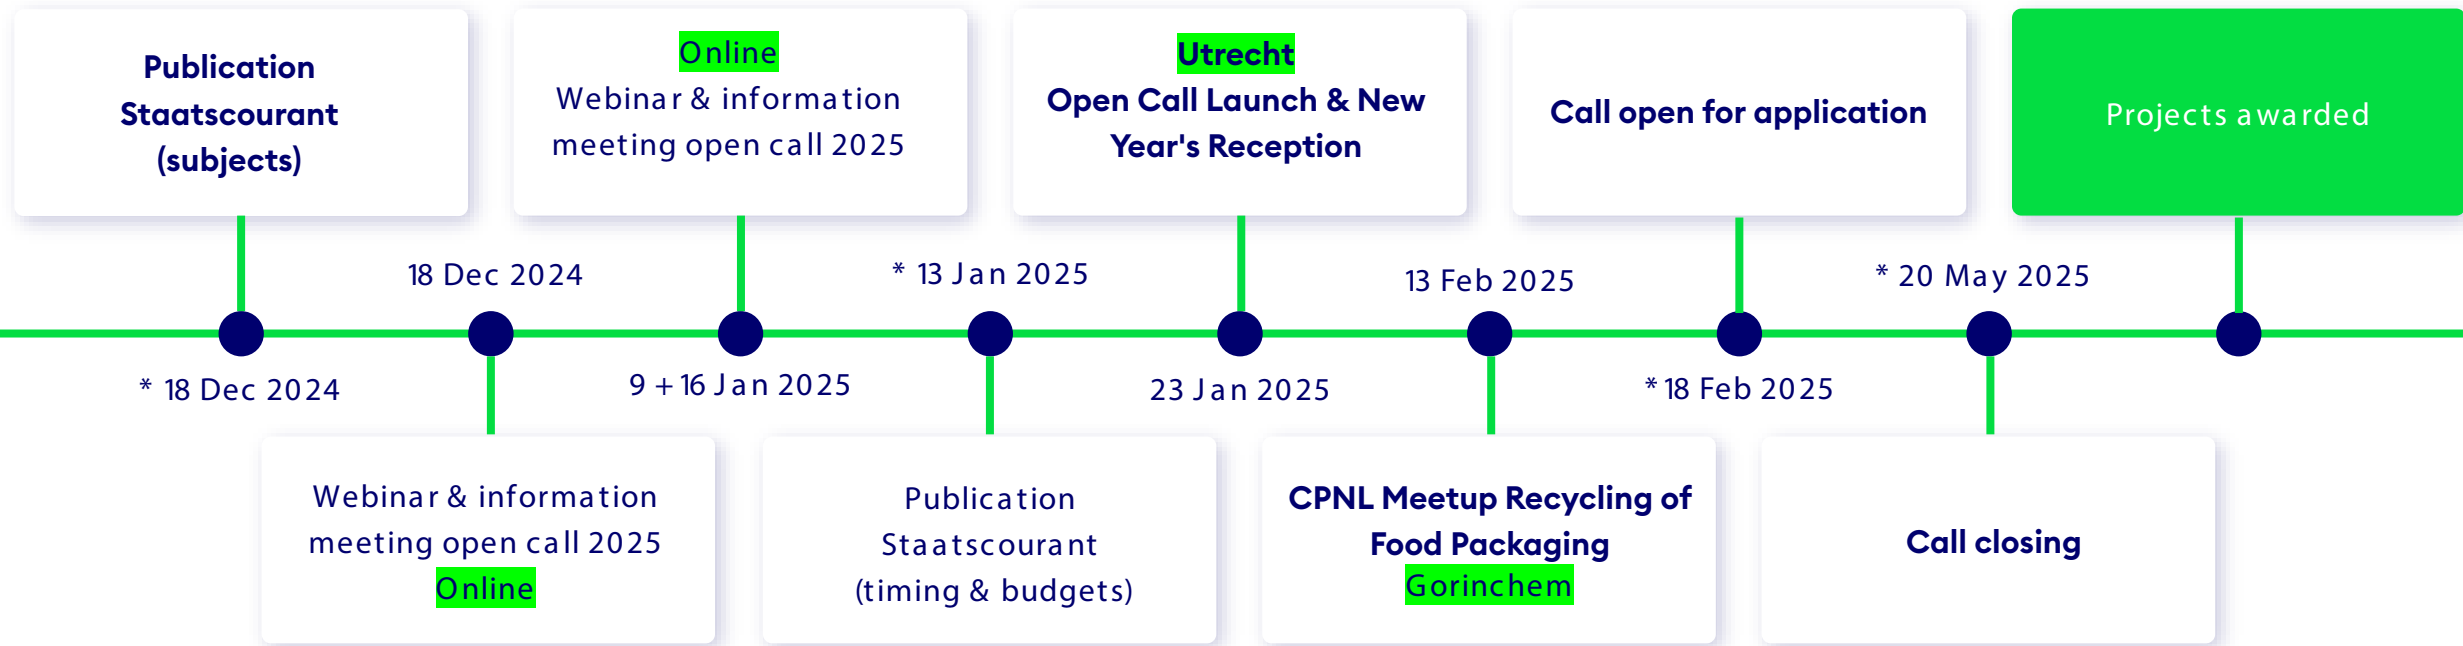 Publication
Staatscourant
(subjects)
Online
Webinar & information
meeting open call 2025
Utrecht
Open Call Launch & New
Year's Reception
Call open for application
Projects awarded
18 Dec 2024
* 13 Jan 2025
13 Feb 2025
* 20 May 2025
* 18 Dec 2024
9 + 16 Jan 2025
23 Jan 2025
* 18 Feb 2025
Webinar & information
meeting open call 2025
Online
Publication
Staatscourant
(timing & budgets)
CPNL Meetup Recycling of
Food Packaging
Gorinchem
Call closing